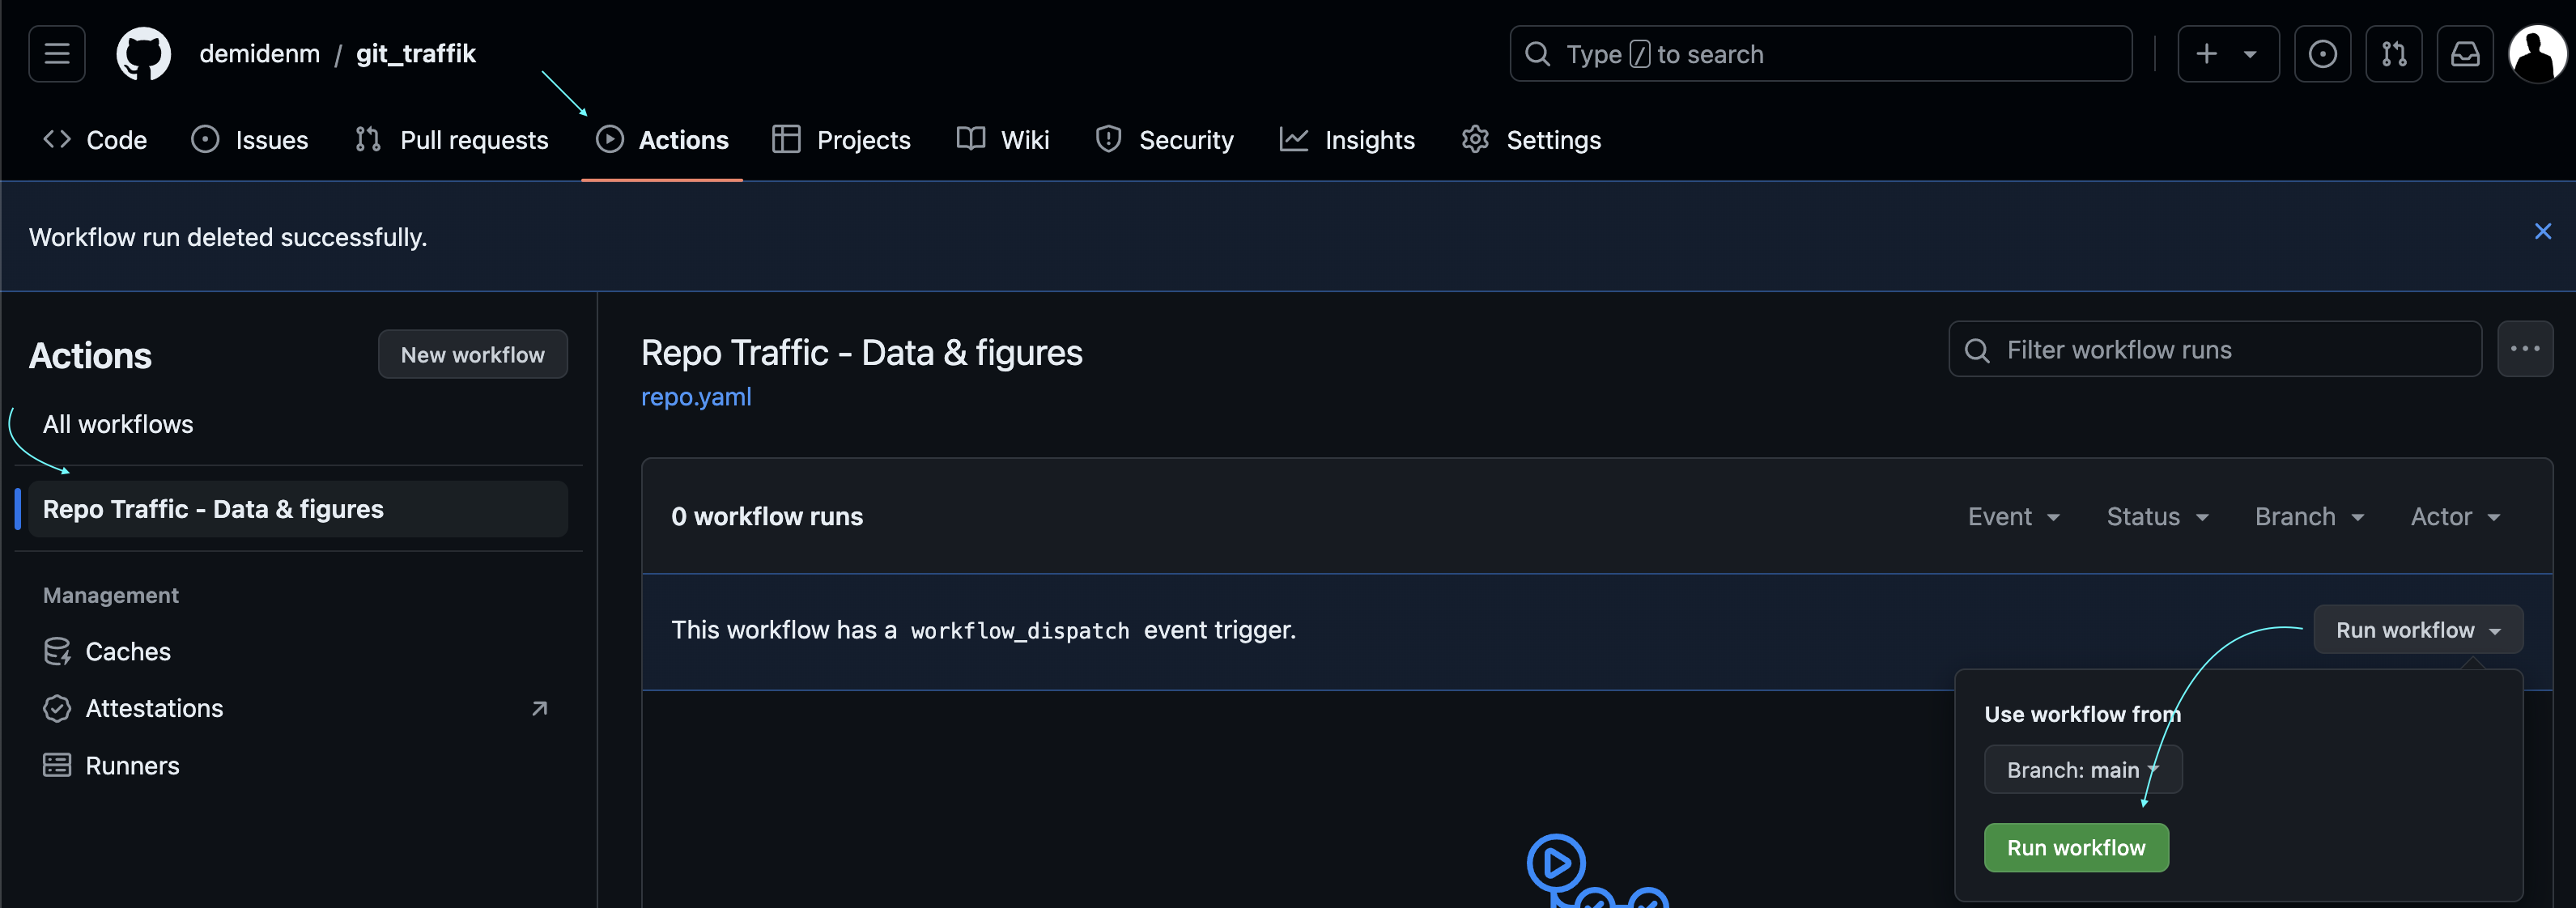 demidenm / git_traffik
Type / to search
Code Issues Pull requests Actions Projects Wiki Security Insights Settings
Workflow run deleted successfully.
Actions
New workflow
All workflows
Repo Traffic - Data & figures
Management
Caches
Attestations
Runners
Repo Traffic - Data & figures
repo.yaml
Filter workflow runs
0 workflow runs
Event Status Branch Actor
This workflow has a workflow_dispatch event trigger.
Run workflow
Use workflow from
Branch: main
Run workflow